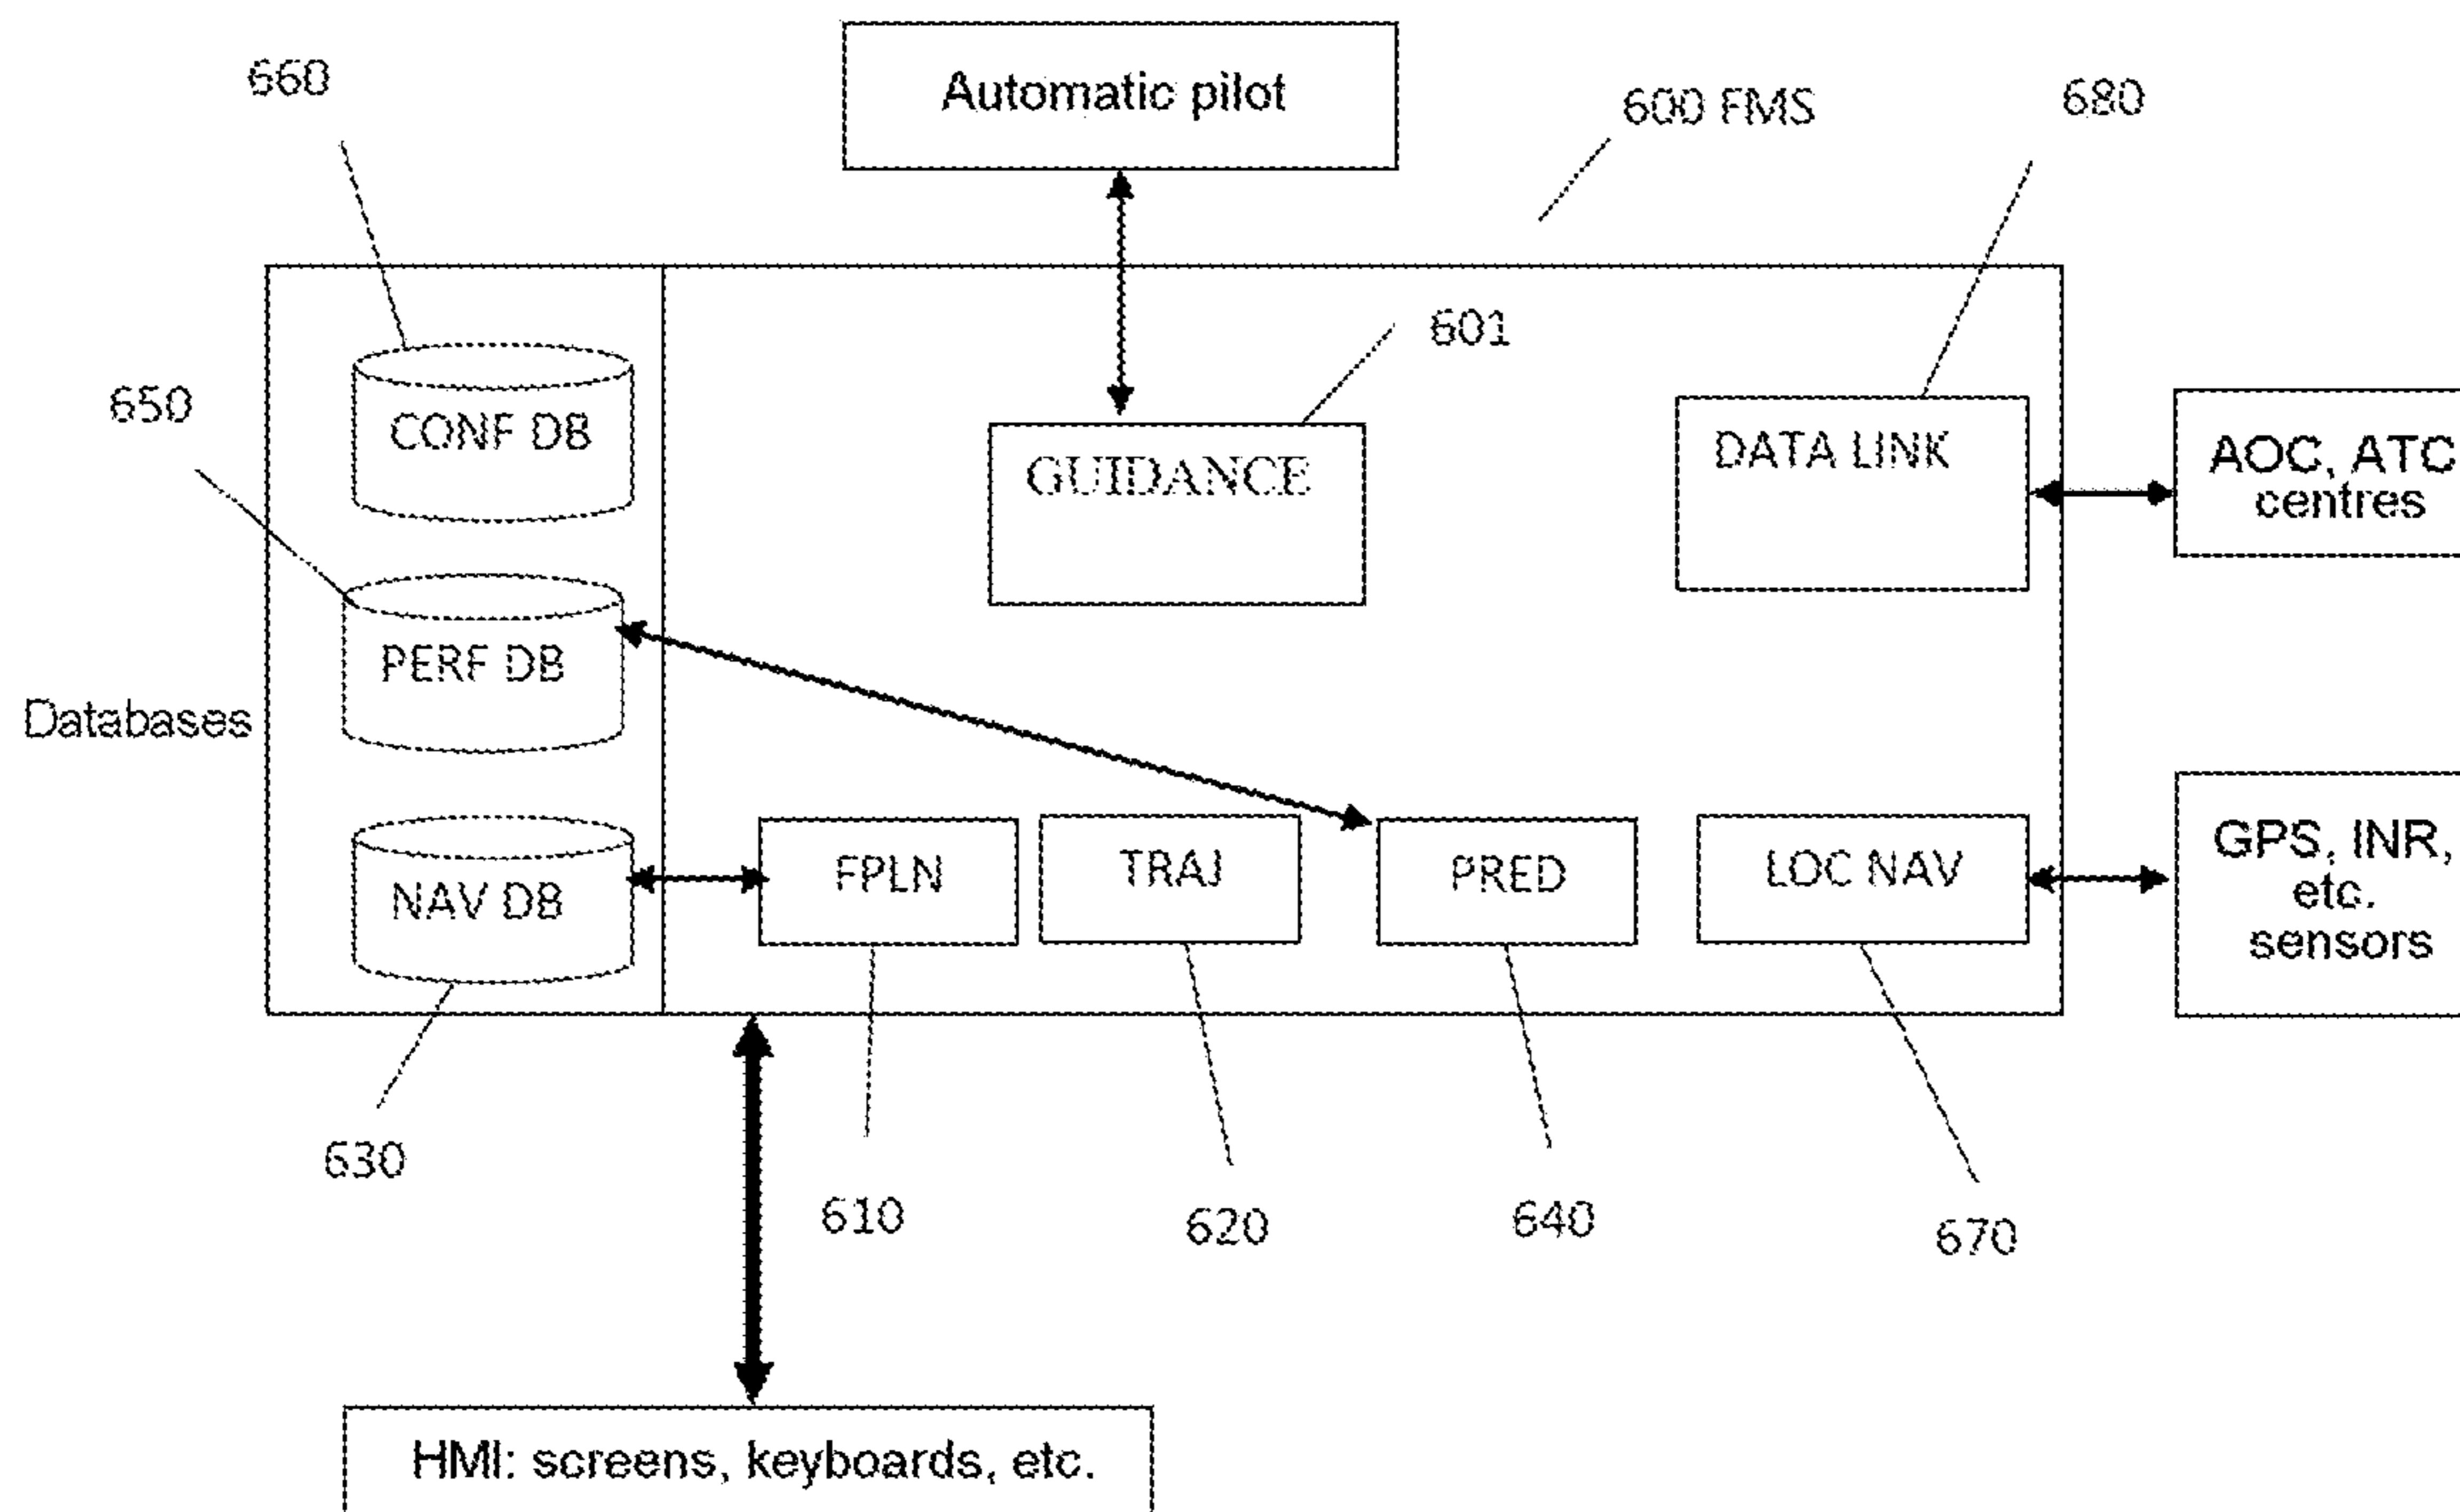 Automatic pilot
660
600 FMS
680
601
650
CONF DB
GUIDANCE
DATA LINK
AOC, ATC
centres
PERF DB
Databases
NAV DB
FPLN
TRAJ
PRED
LOC NAV
GPS, INR,
etc.
sensors
630
610
620
640
670
HMI: screens, keyboards, etc.